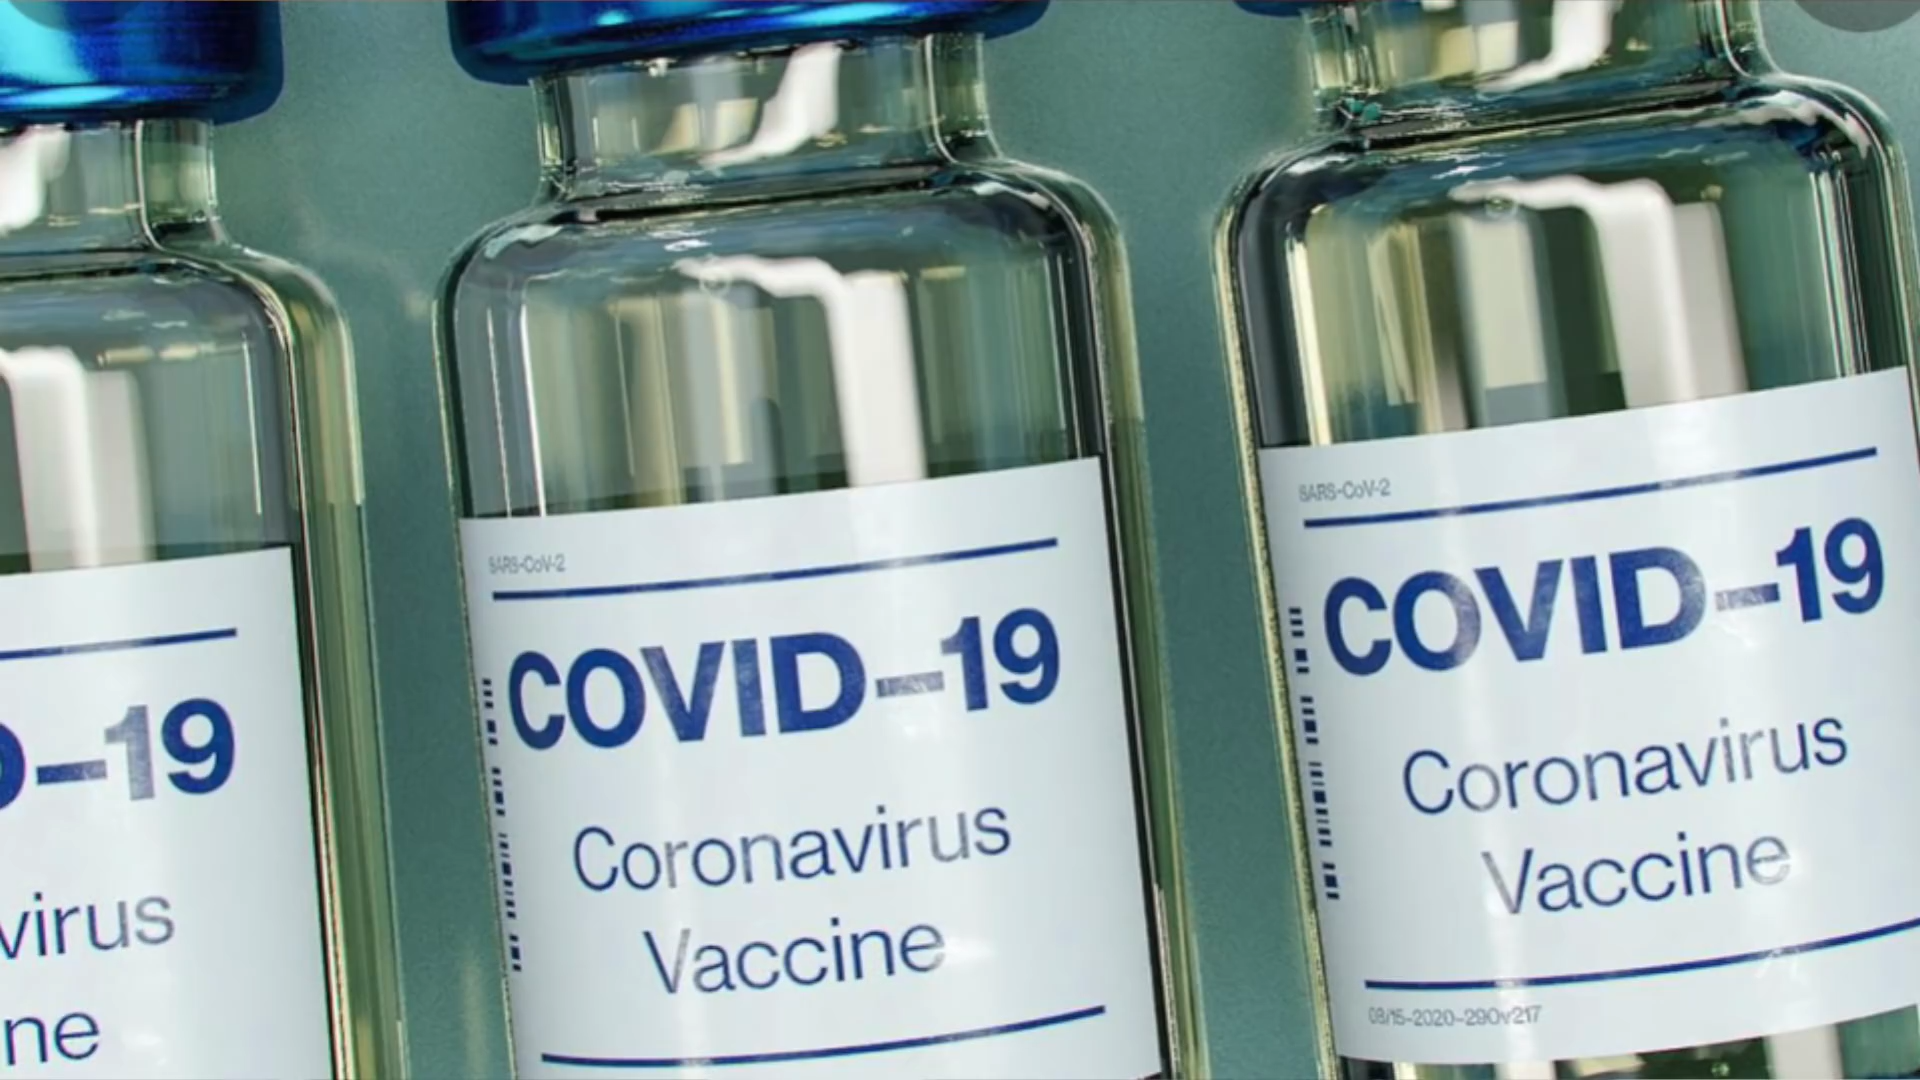 D-19
virus
ne
SARS-CoV-2
COVID-19
Coronavirus
Vaccine
SARS-CoV-2
COVID-19
Coronavirus
Vaccine
08/15-2020-290v217